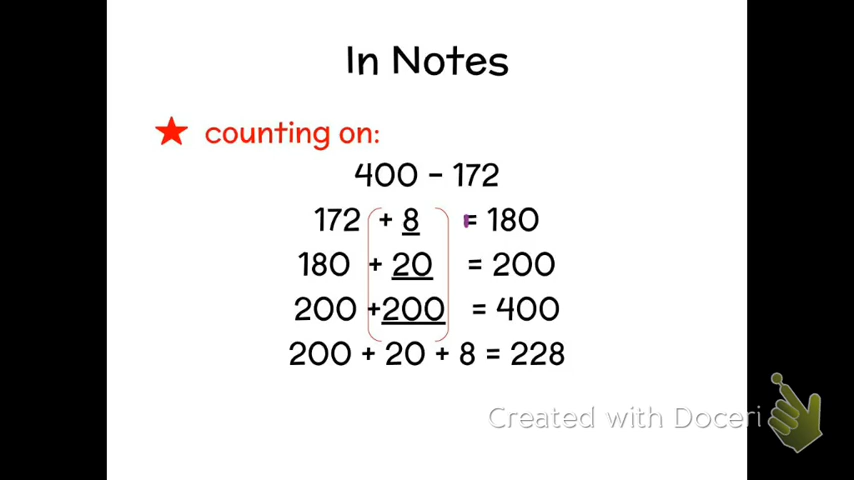 In Notes
★ counting on:
400 - 172
172 + 8 = 180
180 + 20 = 200
200 +200 = 400
200 + 20 + 8 = 228
Created with Doceri